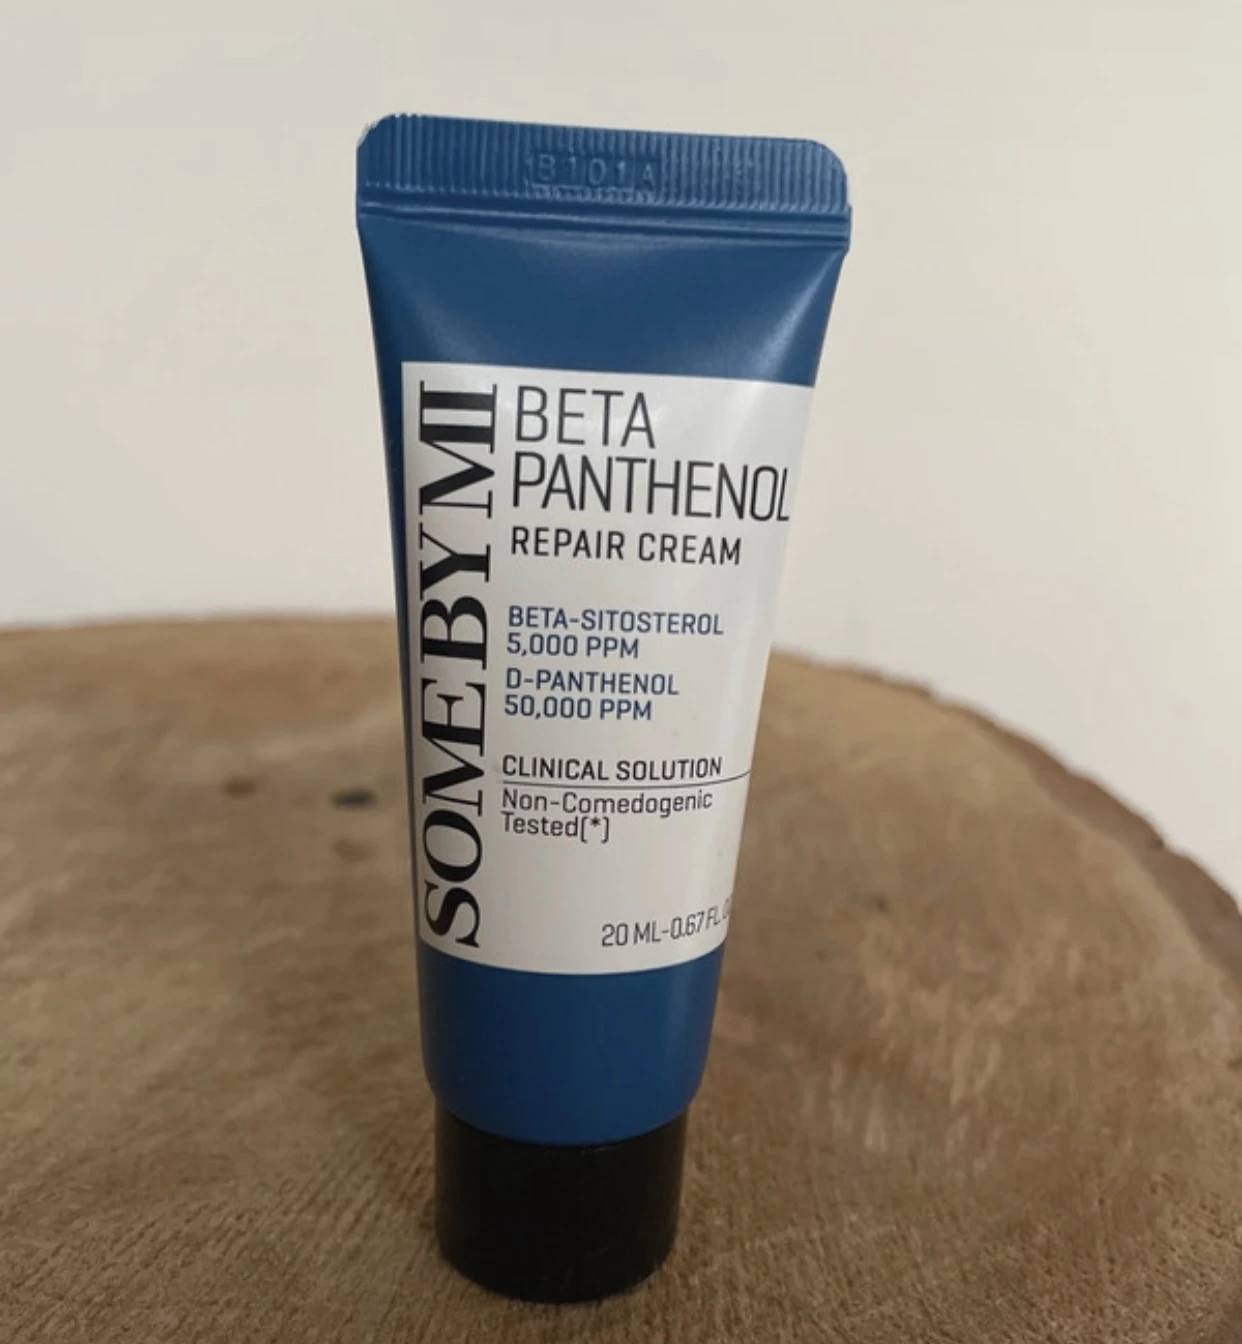 B101A
SOMEBYMI
BETA
PANTHENOL
REPAIR CREAM
BETA-SITOSTEROL
5,000 PPM
D-PANTHENOL
50,000 PPM
CLINICAL SOLUTION
Non-Comedogenic
Tested(*)
20 ML-0.67 FL.